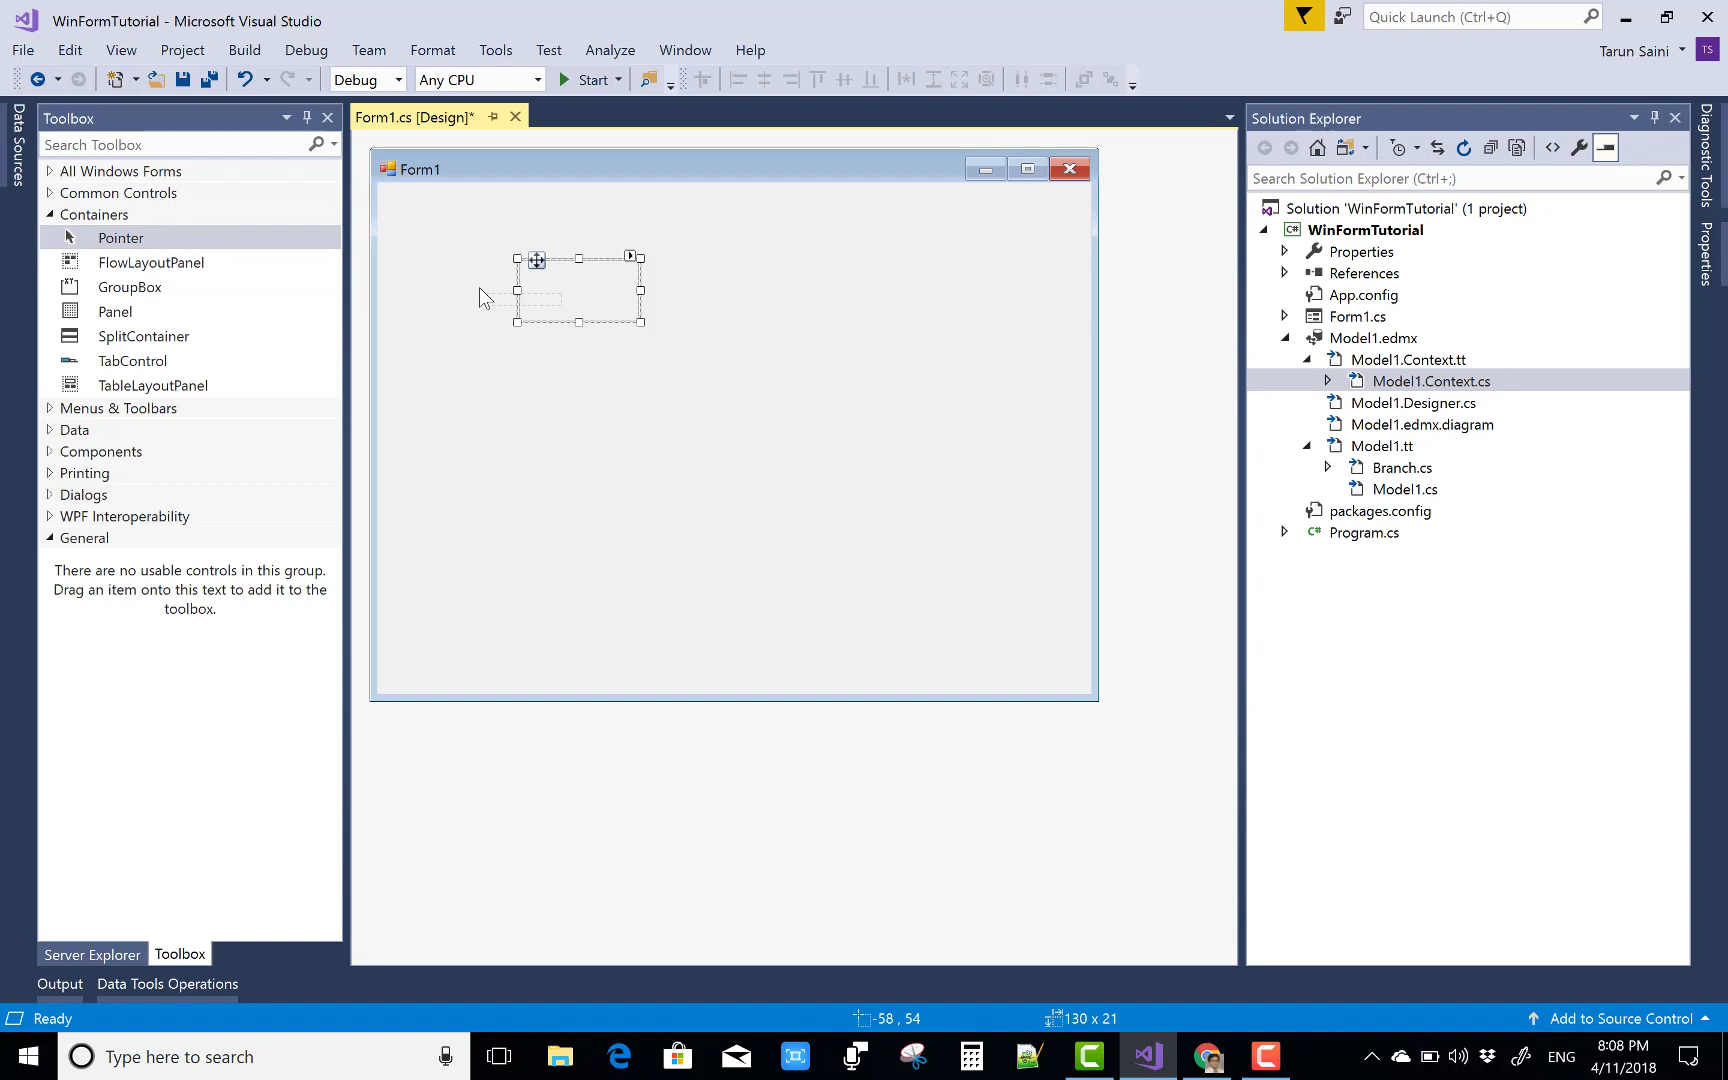 WinFormTutorial - Microsoft Visual Studio
Quick Launch (Ctrl+Q)
File Edit View Project Build Debug Team Format Tools Test Analyze Window Help
Tarun Saini TS
Debug Any CPU Start
Data Sources
Toolbox
Search Toolbox
All Windows Forms
Common Controls
Containers
Pointer
FlowLayoutPanel
GroupBox
Panel
SplitContainer
TabControl
TableLayoutPanel
Menus & Toolbars
Data
Components
Printing
Dialogs
WPF Interoperability
General
There are no usable controls in this group.
Drag an item onto this text to add it to the
toolbox.
Server Explorer Toolbox
Output Data Tools Operations
Form1.cs [Design]*
Form1
Solution Explorer
Search Solution Explorer (Ctrl+;)
Solution 'WinFormTutorial' (1 project)
WinFormTutorial
Properties
References
App.config
Form1.cs
Model1.edmx
Model1.Context.tt
Model1.Context.cs
Model1.Designer.cs
Model1.edmx.diagram
Model1.tt
Branch.cs
Model1.cs
packages.config
Program.cs
Diagnostic Tools
Properties
Ready
-58 , 54
130 x 21
Add to Source Control
Type here to search
ENG
8:08 PM
4/11/2018